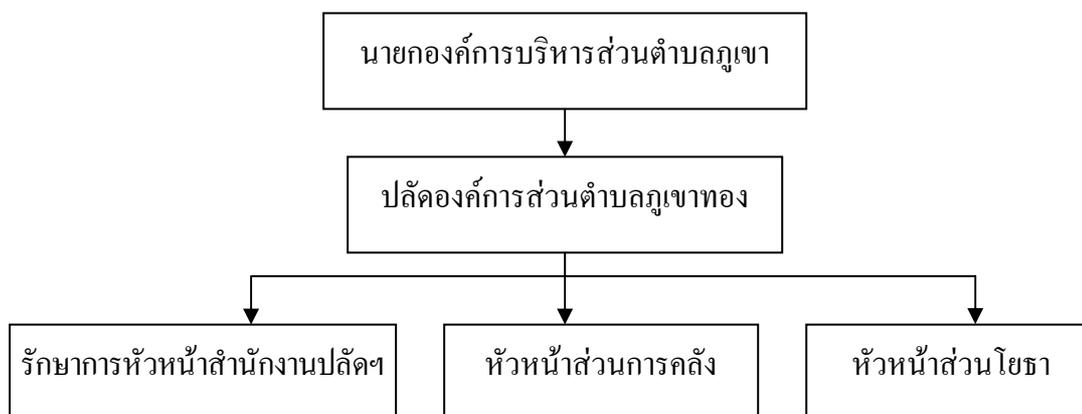 นายกองค์การบริหารส่วนตำบลภูเขา
ปลัดองค์การส่วนตำบลภูเขาทอง
รักษาการหัวหน้าสำนักงานปลัดฯ
หัวหน้าส่วนการคลัง
หัวหน้าส่วนโยธา